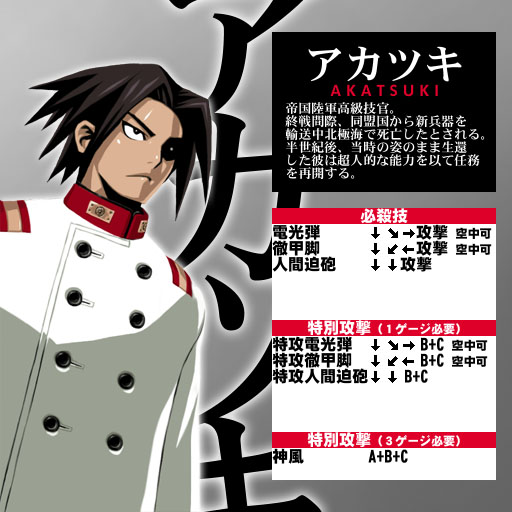 アカツキ
アカツキ
AKATSUKI
帝国陸軍高級技官。
終戦間際、同盟国から新兵器を
輸送中北極海で死亡したとされる。
半世紀後、当時の姿のまま生還
した彼は超人的な能力を以て任務
を再開する。
必殺技
電光弾 ↓↘→攻撃 空中可
徹甲脚 ↓↙←攻撃 空中可
人間迫砲 ↓↓攻撃
特別攻撃（1ゲージ必要）
特攻電光弾 ↓↘→ B+C 空中可
特攻徹甲脚 ↓↙← B+C 空中可
特攻人間迫砲↓↓ B+C
特別攻撃（3ゲージ必要）
神風 A+B+C